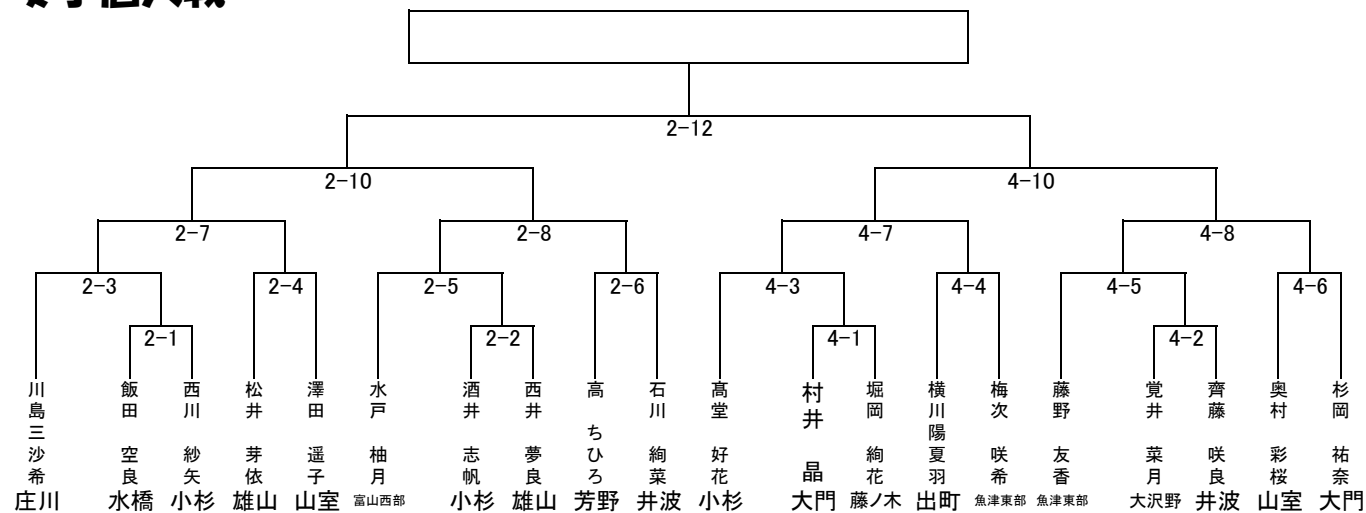 2-12
2-10
4-10
2-7
2-8
4-7
4-8
2-3
2-4
2-5
2-6
4-3
4-4
4-5
4-6
2-1
2-2
4-1
4-2
川島三沙希
庄川
飯田 空良
水橋
西川 紗矢
小杉
松井 芽依
雄山
澤田 遥子
山室
水戸 柚月
富山西部
酒井 志帆
小杉
西井 夢良
雄山
高 ちひろ
芳野
石川 絢菜
井波
髙堂 好花
小杉
村井 晶
大門
堀岡 絢花
藤ノ木
横川陽夏羽
出町
梅次 咲希
魚津東部
藤野 友香
魚津東部
覚井 菜月
大沢野
齊藤 咲良
井波
奥村 彩桜
山室
杉岡 祐奈
大門